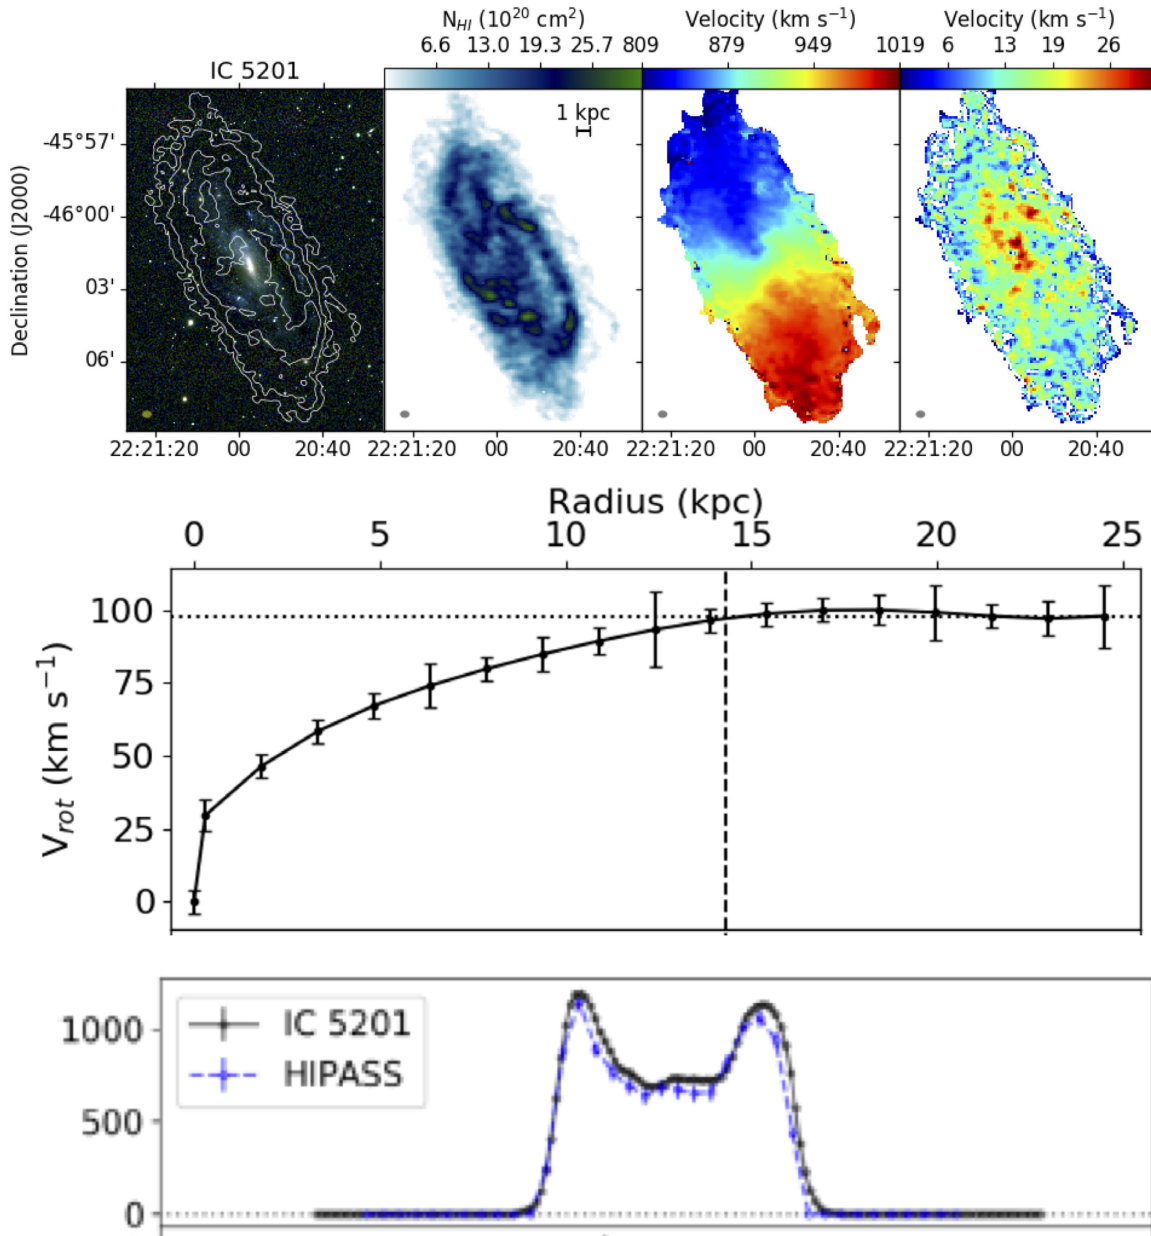 N_HI (10^20 cm^2) Velocity (km s^−1) Velocity (km s^−1)
6.6 13.0 19.3 25.7 809 879 949 1019 6 13 19 26
IC 5201
1 kpc
Declination (J2000)
-45°57'
-46°00'
03'
06'
22:21:20 00 20:40 22:21:20 00 20:40 22:21:20 00 20:40 22:21:20 00 20:40
Radius (kpc)
0 5 10 15 20 25
V_rot (km s^−1)
100
75
50
25
0
IC 5201
HIPASS
1000
500
0